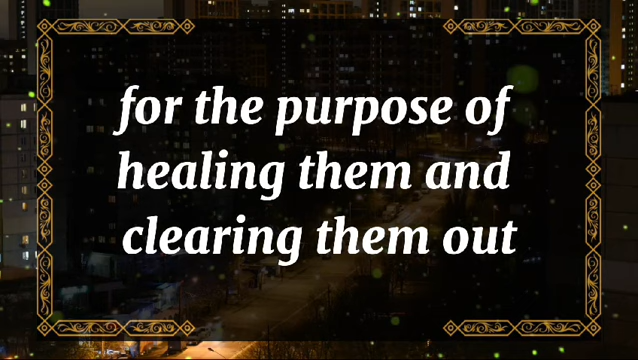 for the purpose of
healing them and
clearing them out